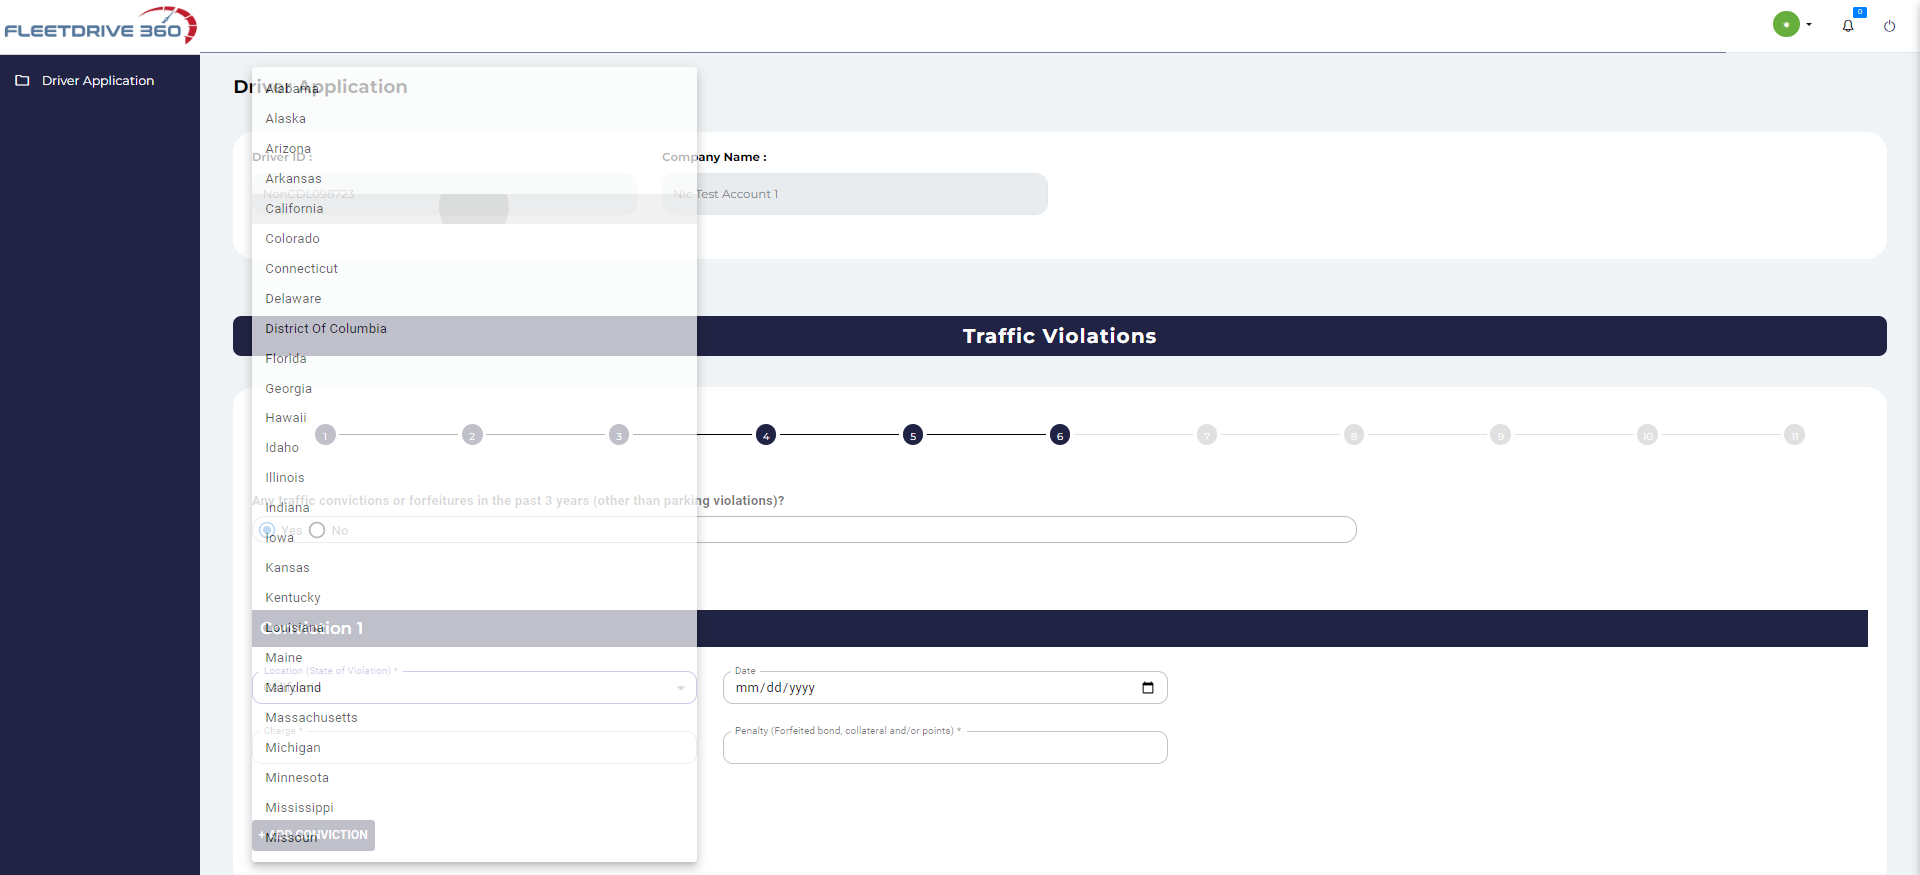 FLEETDRIVE 360
0
Driver Application
Driver Application
Driver ID :
Company Name :
NonCDL098723
Nic Test Account 1
Traffic Violations
1 2 3 4 5 6 7 8 9 10 11
Any traffic convictions or forfeitures in the past 3 years (other than parking violations)?
Yes No
Conviction 1
Location (State of Violation) *
California
Date
mm/dd/yyyy
Charge *
Penalty (Forfeited bond, collateral and/or points) *
+ ADD CONVICTION
Alabama
Alaska
Arizona
Arkansas
California
Colorado
Connecticut
Delaware
District Of Columbia
Florida
Georgia
Hawaii
Idaho
Illinois
Indiana
Iowa
Kansas
Kentucky
Louisiana
Maine
Maryland
Massachusetts
Michigan
Minnesota
Mississippi
Missouri